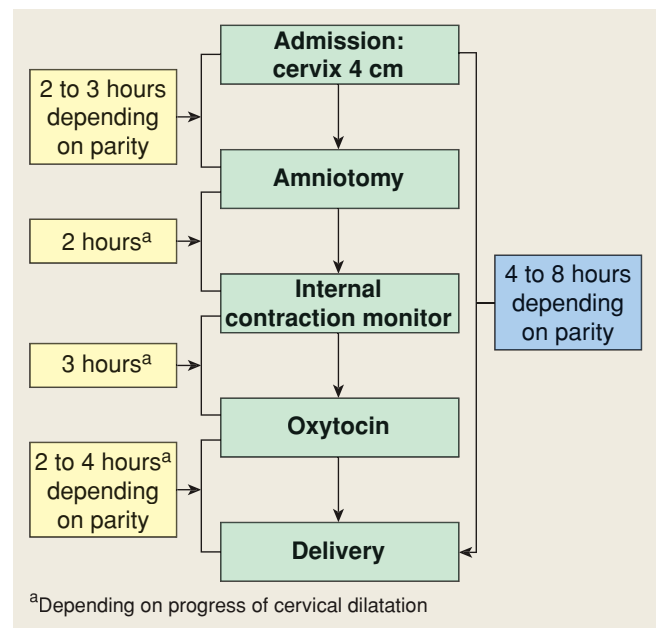 Admission:
cervix 4 cm
2 to 3 hours
depending
on parity
Amniotomy
2 hoursᵃ
Internal
contraction monitor
4 to 8 hours
depending
on parity
3 hoursᵃ
Oxytocin
2 to 4 hoursᵃ
depending
on parity
Delivery
ᵃDepending on progress of cervical dilatation